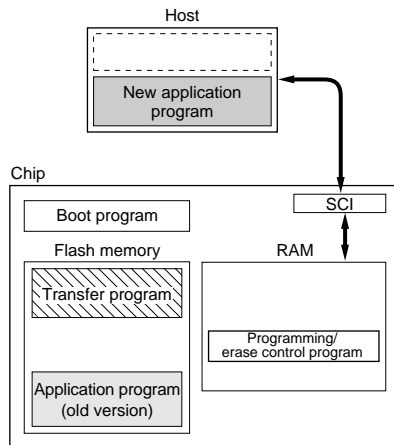 Host
New application
program
Chip
SCI
Boot program
Flash memory
RAM
Transfer program
Programming/
erase control program
Application program
(old version)